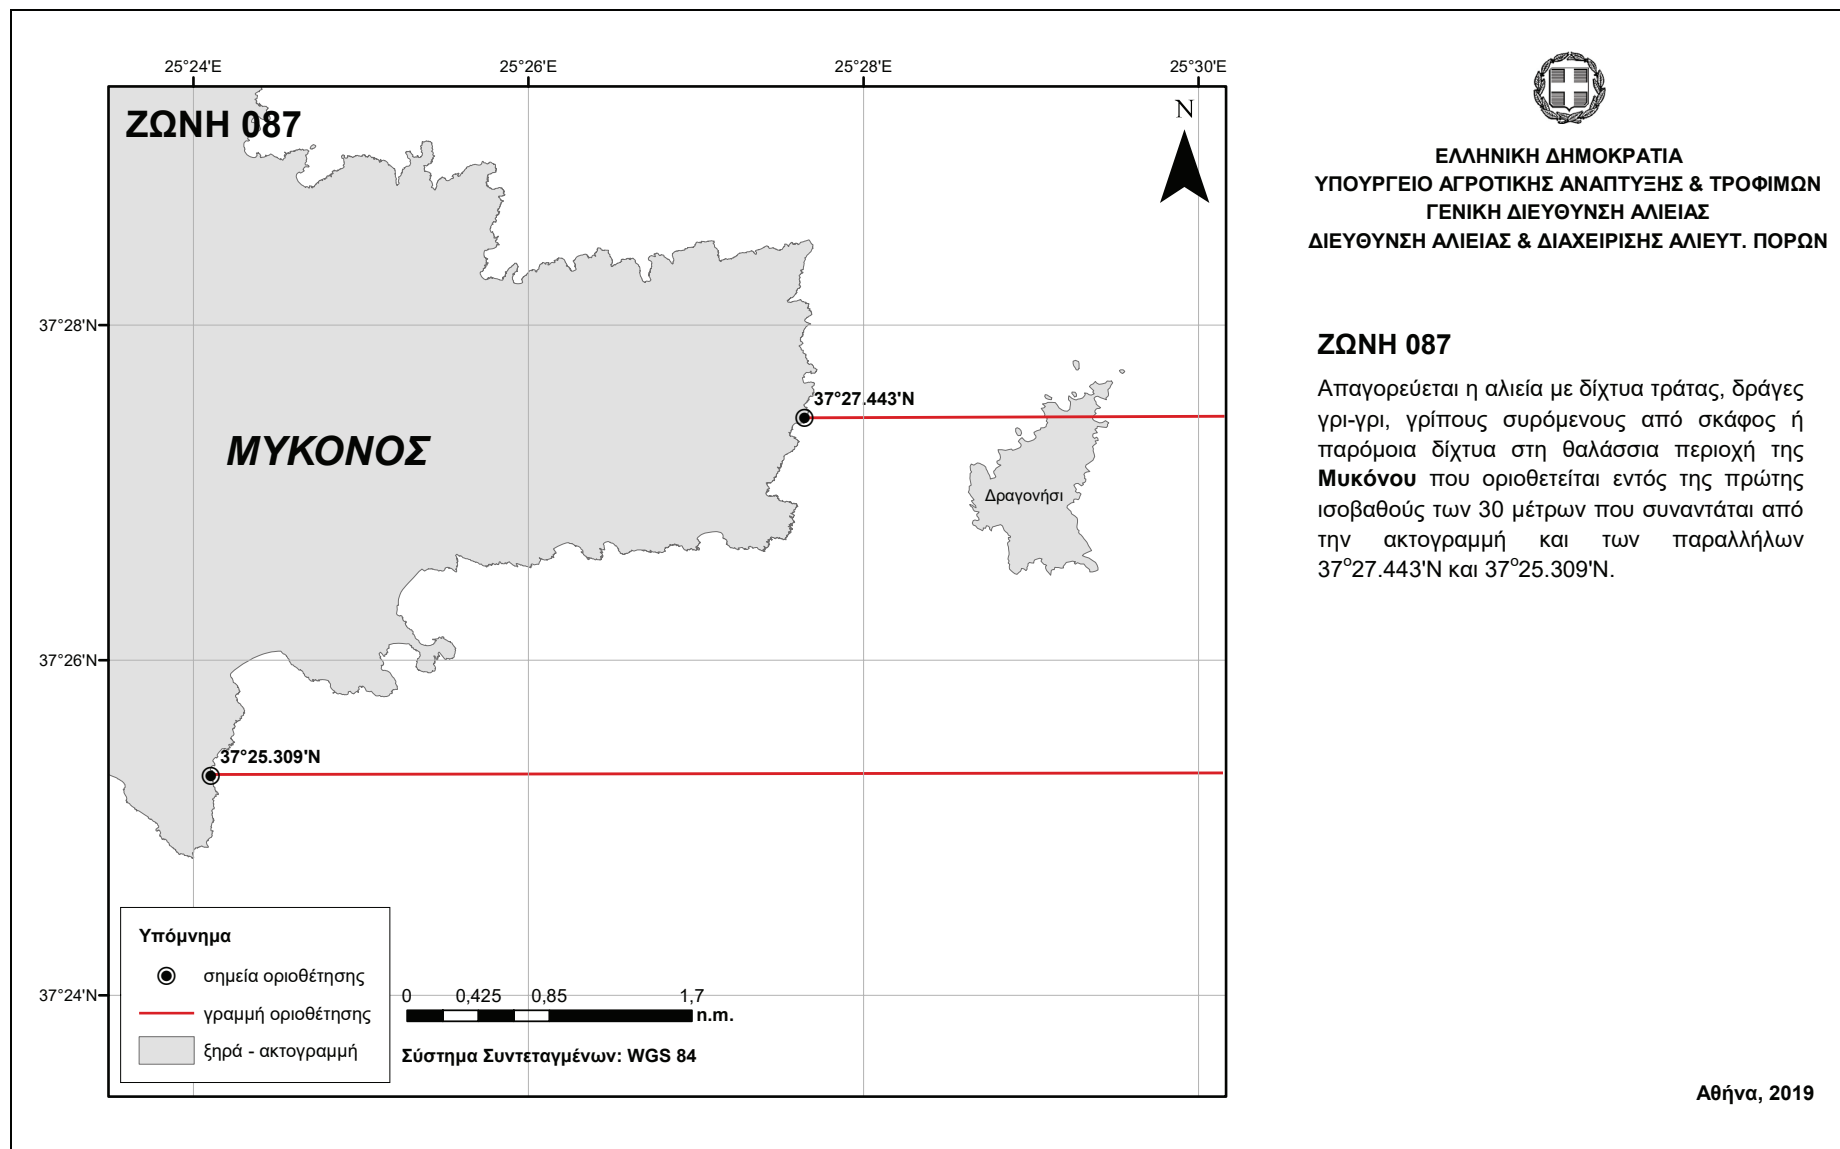 25°24'E 25°26'E 25°28'E 25°30'E
ΖΩΝΗ 087
N
37°28'N
37°27.443'N
ΜΥΚΟΝΟΣ
Δραγονήσι
37°26'N
37°25.309'N
37°24'N
Υπόμνημα
σημεία οριοθέτησης
γραμμή οριοθέτησης
ξηρά - ακτογραμμή
0 0,425 0,85 1,7
n.m.
Σύστημα Συντεταγμένων: WGS 84
ΕΛΛΗΝΙΚΗ ΔΗΜΟΚΡΑΤΙΑ
ΥΠΟΥΡΓΕΙΟ ΑΓΡΟΤΙΚΗΣ ΑΝΑΠΤΥΞΗΣ & ΤΡΟΦΙΜΩΝ
ΓΕΝΙΚΗ ΔΙΕΥΘΥΝΣΗ ΑΛΙΕΙΑΣ
ΔΙΕΥΘΥΝΣΗ ΑΛΙΕΙΑΣ & ΔΙΑΧΕΙΡΙΣΗΣ ΑΛΙΕΥΤ. ΠΟΡΩΝ
ΖΩΝΗ 087
Απαγορεύεται η αλιεία με δίχτυα τράτας, δράγες
γρι-γρι, γρίπους συρόμενους από σκάφος ή
παρόμοια δίχτυα στη θαλάσσια περιοχή της
Μυκόνου που οριοθετείται εντός της πρώτης
ισοβαθούς των 30 μέτρων που συναντάται από
την ακτογραμμή και των παραλλήλων
37°27.443'N και 37°25.309'N.
Αθήνα, 2019